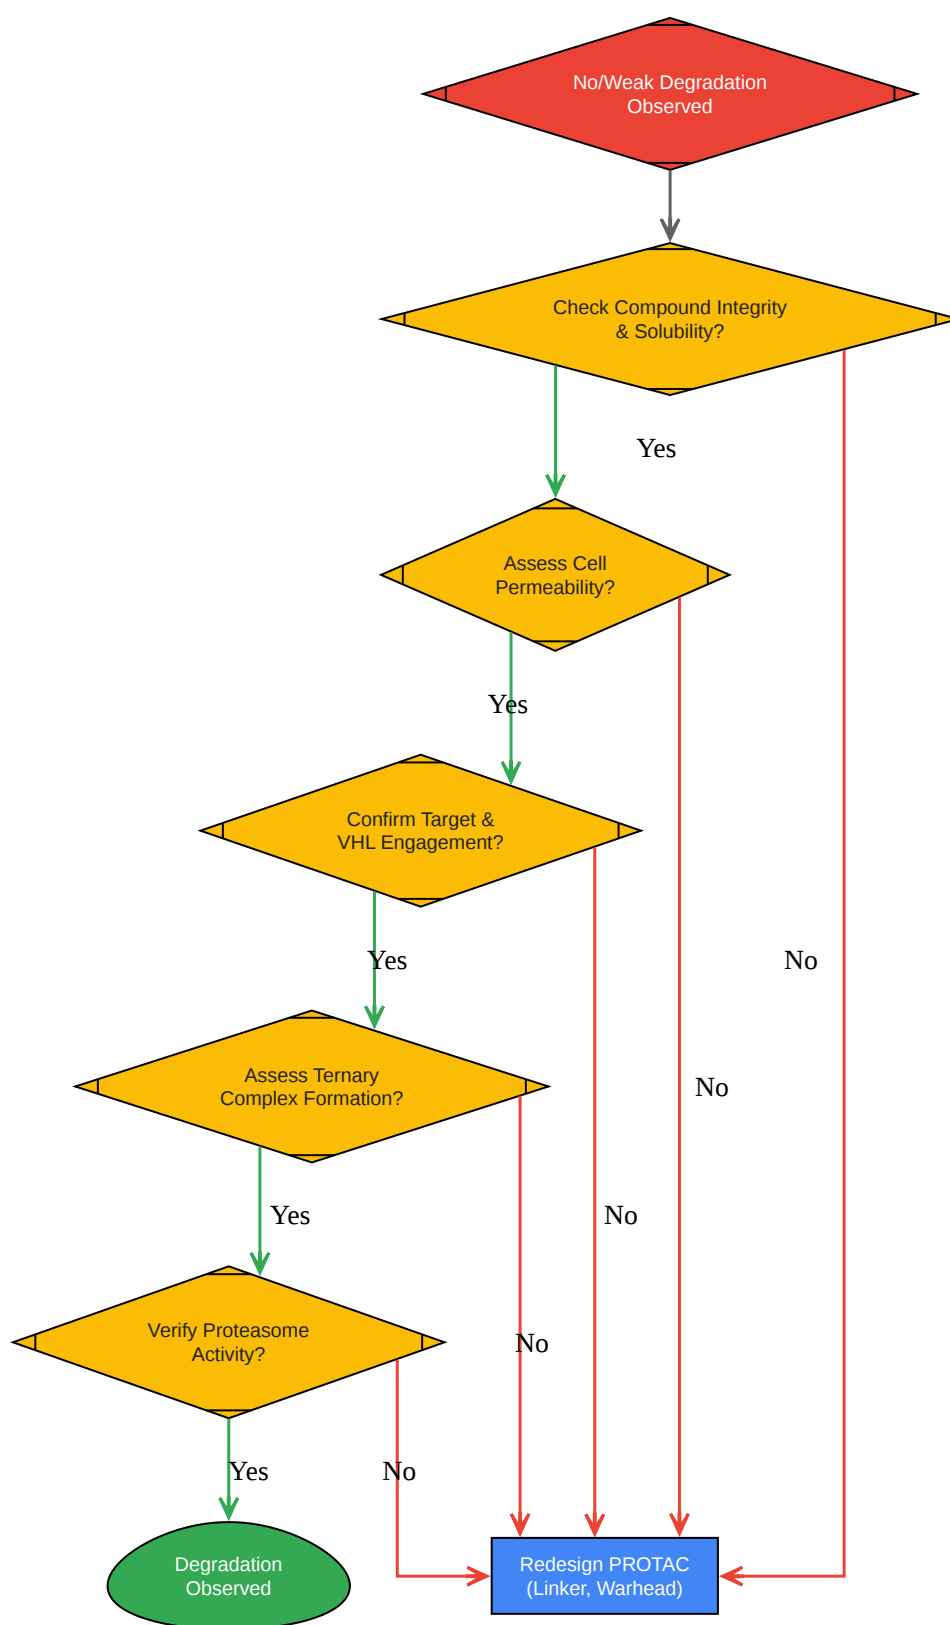 No/Weak Degradation
Observed
Check Compound Integrity
& Solubility?
Yes
Assess Cell
Permeability?
Yes
Confirm Target &
VHL Engagement?
Yes
No
Assess Ternary
Complex Formation?
No
Yes
No
Verify Proteasome
Activity?
No
Yes
No
Degradation
Observed
Redesign PROTAC
(Linker, Warhead)